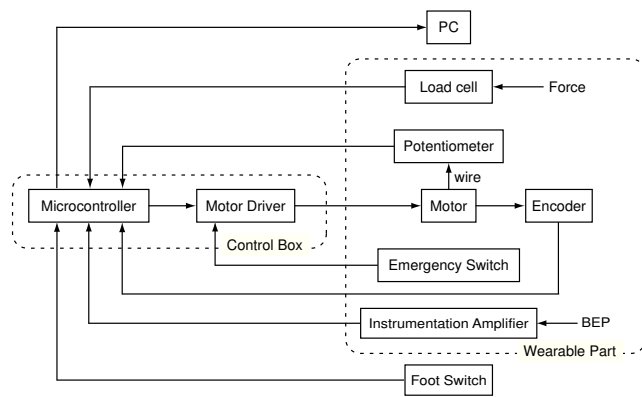 PC
Load cell
Force
Potentiometer
wire
Microcontroller
Motor Driver
Motor
Encoder
Control Box
Emergency Switch
Instrumentation Amplifier
BEP
Wearable Part
Foot Switch